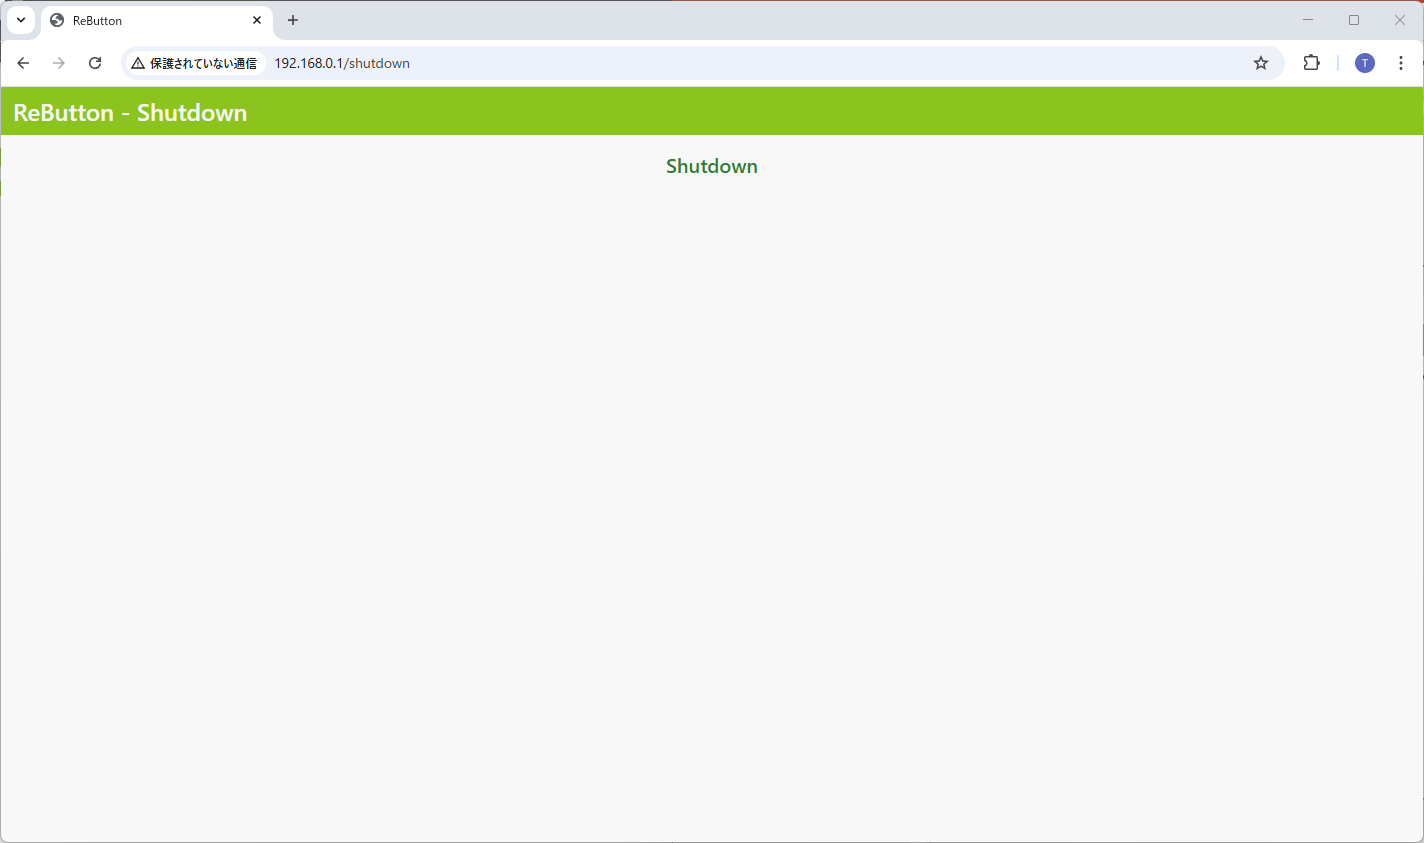 ReButton
保護されていない通信 192.168.0.1/shutdown
T
ReButton - Shutdown
Shutdown